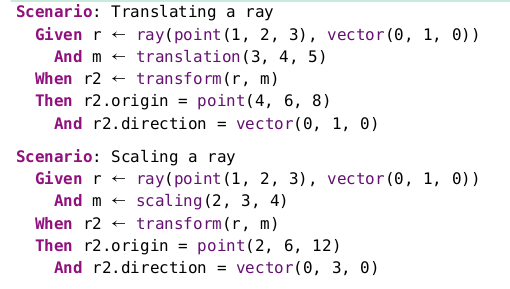 Scenario: Translating a ray
Given r ← ray(point(1, 2, 3), vector(0, 1, 0))
And m ← translation(3, 4, 5)
When r2 ← transform(r, m)
Then r2.origin = point(4, 6, 8)
And r2.direction = vector(0, 1, 0)
Scenario: Scaling a ray
Given r ← ray(point(1, 2, 3), vector(0, 1, 0))
And m ← scaling(2, 3, 4)
When r2 ← transform(r, m)
Then r2.origin = point(2, 6, 12)
And r2.direction = vector(0, 3, 0)